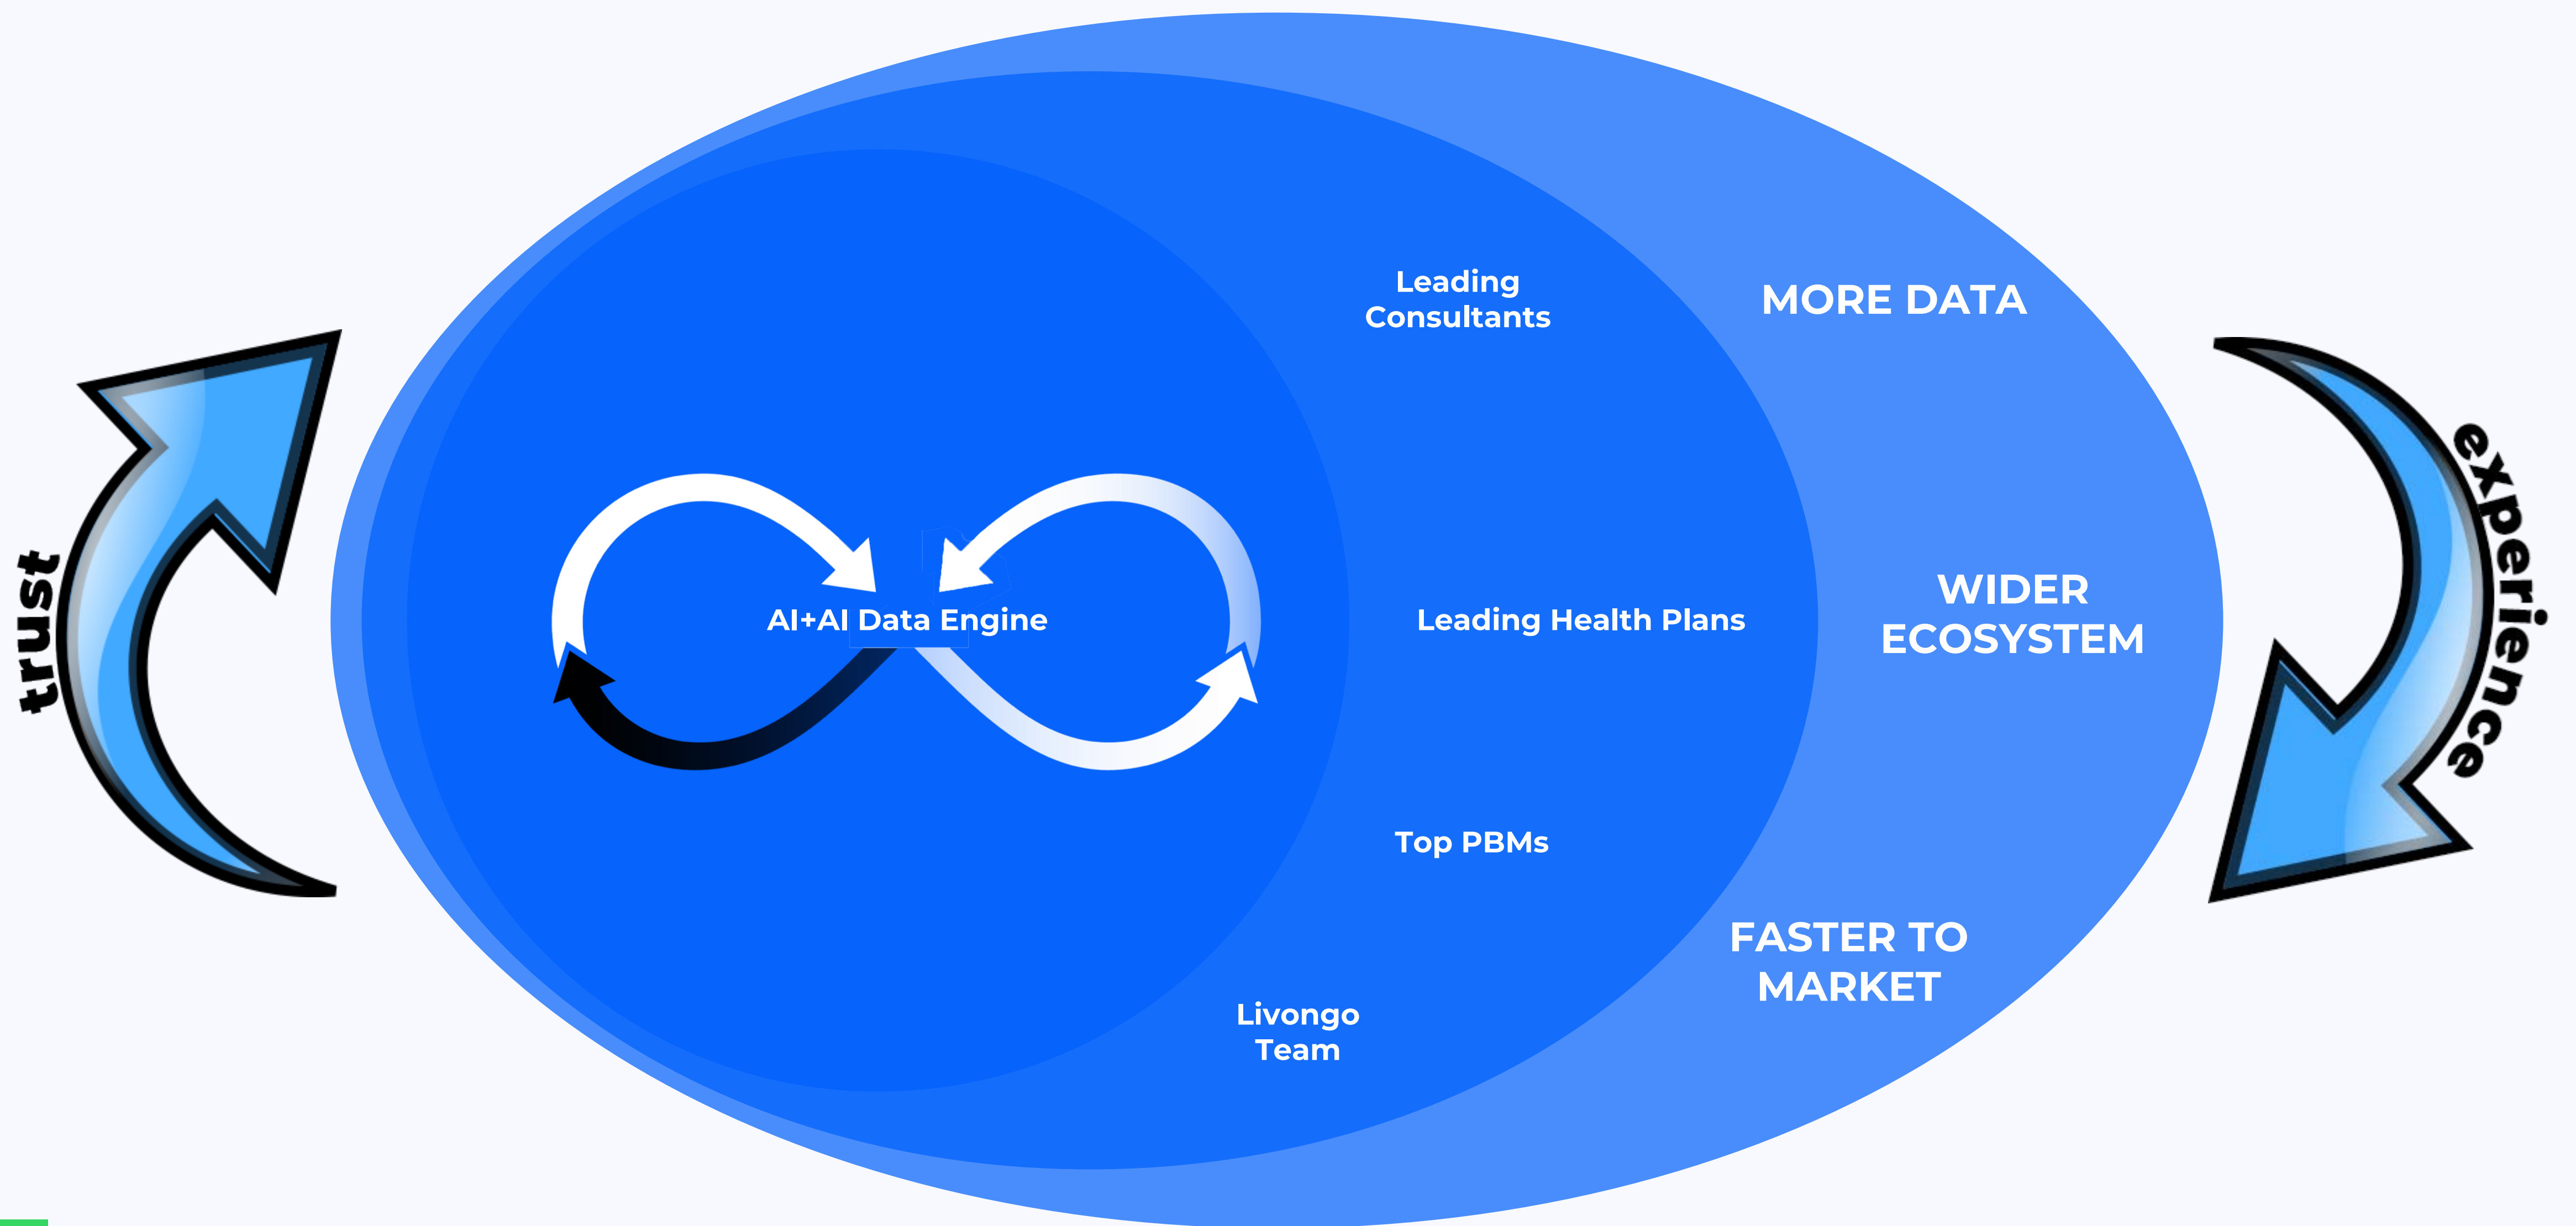 trust
AI+AI Data Engine
Leading
Consultants
Leading Health Plans
Top PBMs
Livongo
Team
MORE DATA
WIDER
ECOSYSTEM
FASTER TO
MARKET
experience